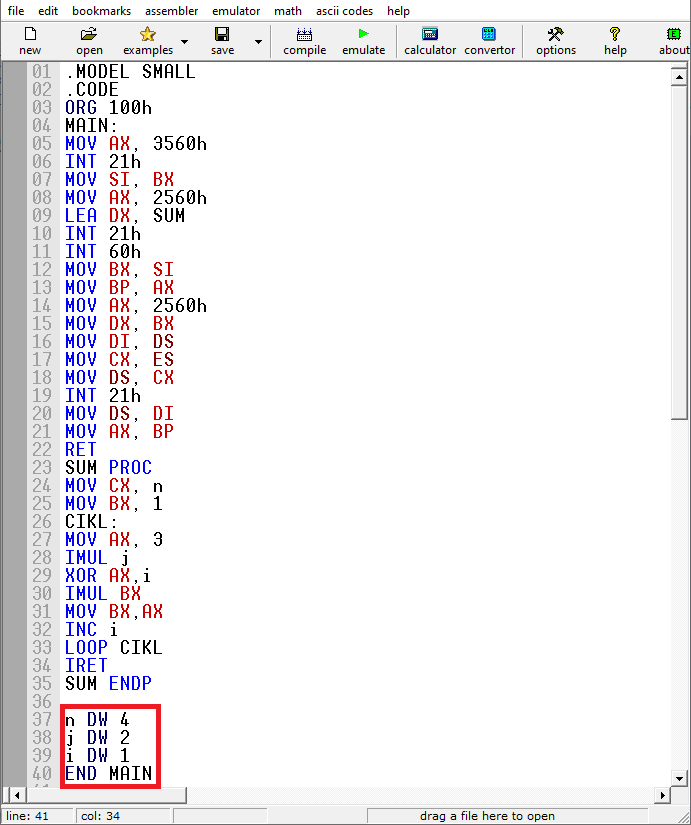 file edit bookmarks assembler emulator math ascii codes help
new open examples save compile emulate calculator convertor options help about
01 .MODEL SMALL
02 .CODE
03 ORG 100h
04 MAIN:
05 MOV AX, 3560h
06 INT 21h
07 MOV SI, BX
08 MOV AX, 2560h
09 LEA DX, SUM
10 INT 21h
11 INT 60h
12 MOV BX, SI
13 MOV BP, AX
14 MOV AX, 2560h
15 MOV DX, BX
16 MOV DI, DS
17 MOV CX, ES
18 MOV DS, CX
19 INT 21h
20 MOV DS, DI
21 MOV AX, BP
22 RET
23 SUM PROC
24 MOV CX, n
25 MOV BX, 1
26 CIKL:
27 MOV AX, 3
28 IMUL j
29 XOR AX,i
30 IMUL BX
31 MOV BX,AX
32 INC i
33 LOOP CIKL
34 IRET
35 SUM ENDP
36
37 n DW 4
38 j DW 2
39 i DW 1
40 END MAIN
line: 41 col: 34 drag a file here to open